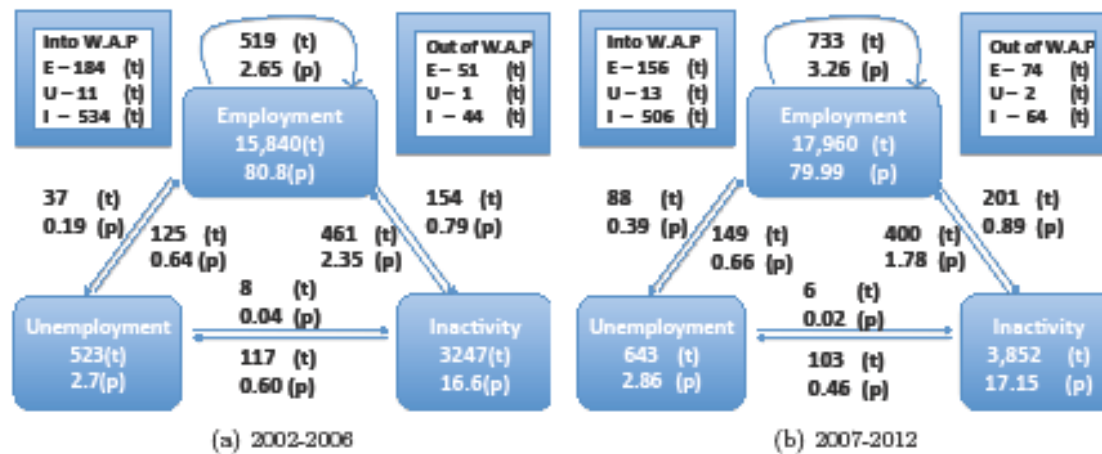 Into W.A.P
E – 184 (t)
U – 11 (t)
I – 534 (t)
519 (t)
2.65 (p)
Out of W.A.P
E – 51 (t)
U – 1 (t)
I – 44 (t)
Employment
15,840(t)
80.8(p)
37 (t)
0.19 (p)
125 (t)
0.64 (p)
461 (t)
2.35 (p)
154 (t)
0.79 (p)
8 (t)
0.04 (p)
117 (t)
0.60 (p)
Unemployment
523(t)
2.7(p)
Inactivity
3247(t)
16.6(p)
(a) 2002-2006
Into W.A.P
E – 156 (t)
U – 13 (t)
I – 506 (t)
733 (t)
3.26 (p)
Out of W.A.P
E – 74 (t)
U – 2 (t)
I – 64 (t)
Employment
17,960 (t)
79.99 (p)
88 (t)
0.39 (p)
149 (t)
0.66 (p)
400 (t)
1.78 (p)
201 (t)
0.89 (p)
6 (t)
0.02 (p)
103 (t)
0.46 (p)
Unemployment
643 (t)
2.86 (p)
Inactivity
3,852 (t)
17.15 (p)
(b) 2007-2012